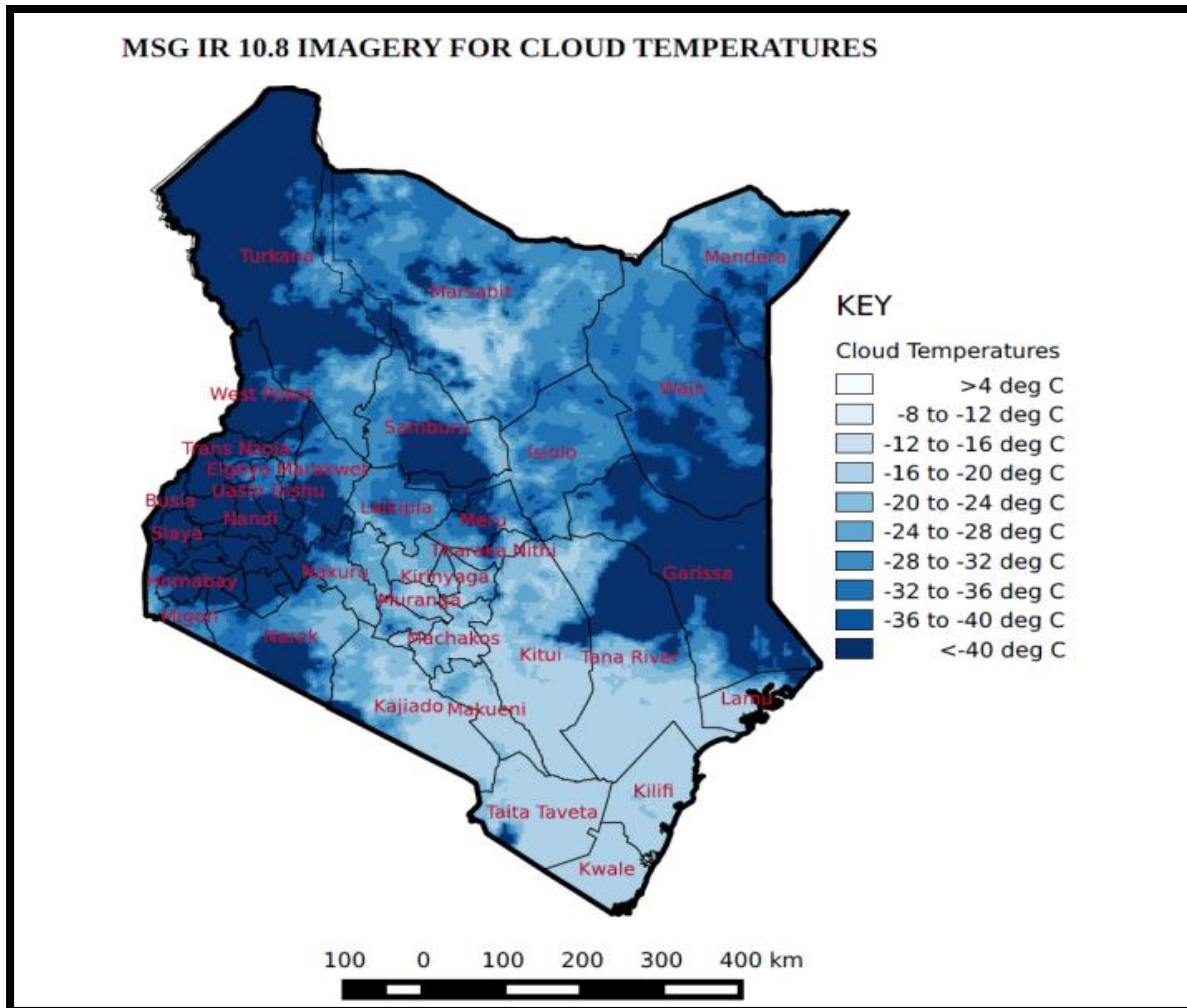 MSG IR 10.8 IMAGERY FOR CLOUD TEMPERATURES
Turkana
Mandera
Marsabit
KEY
Cloud Temperatures
>4 deg C
-8 to -12 deg C
-12 to -16 deg C
-16 to -20 deg C
-20 to -24 deg C
-24 to -28 deg C
-28 to -32 deg C
-32 to -36 deg C
-36 to -40 deg C
<-40 deg C
West Pokot
Wajir
Samburu
Trans Nzoia
Isiolo
Elgeyo Marakwet
Uasin Gishu
Busia
Laikipia
Nandi
Meru
Siaya
Tharaka Nithi
Nakuru
Kirinyaga
Garissa
Homabay
Muranga
Migori
Narok
Machakos
Kitui
Tana River
Lamu
Kajiado
Makueni
Kilifi
Taita Taveta
Kwale
100 0 100 200 300 400 km